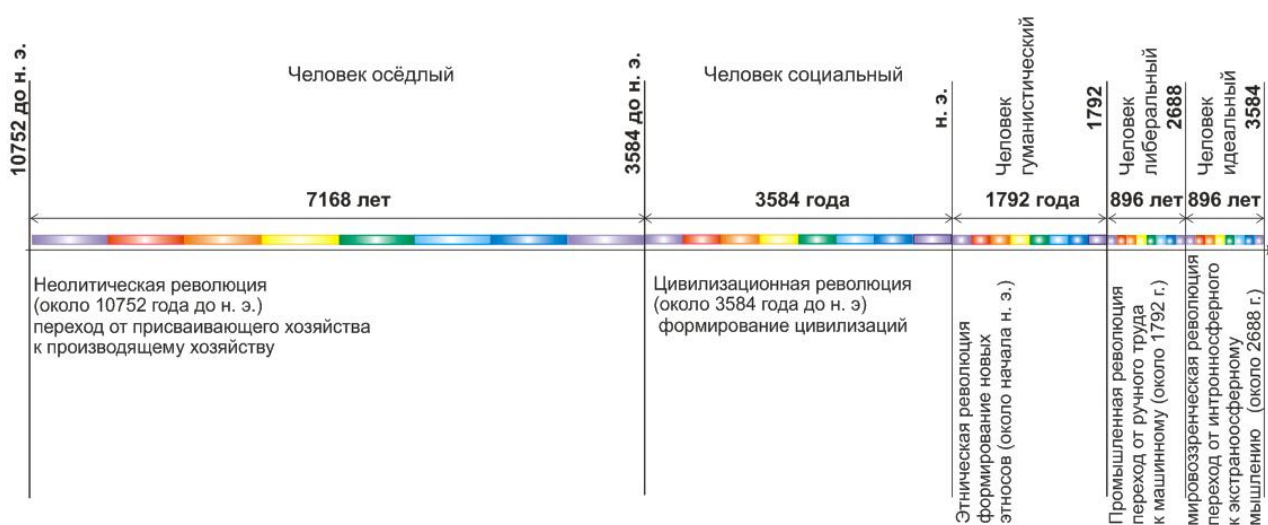 10752 до н. э.
Человек осёдлый
3584 до н. э.
Человек социальный
н. э.
Человек
гуманистический
1792
Человек
либеральный
2688
Человек
идеальный
3584
7168 лет
3584 года
1792 года
896 лет
896 лет
Неолитическая революция
(около 10752 года до н. э.)
переход от присваивающего хозяйства
к производящему хозяйству
Цивилизационная революция
(около 3584 года до н. э)
формирование цивилизаций
Этническая революция
формирование новых
этносов (около начала н. э.)
Промышленная революция
переход от ручного труда
к машинному (около 1792 г.)
мировоззренческая революция
переход от интронносферного
к экстраноосферному
мышлению (около 2688 г.)